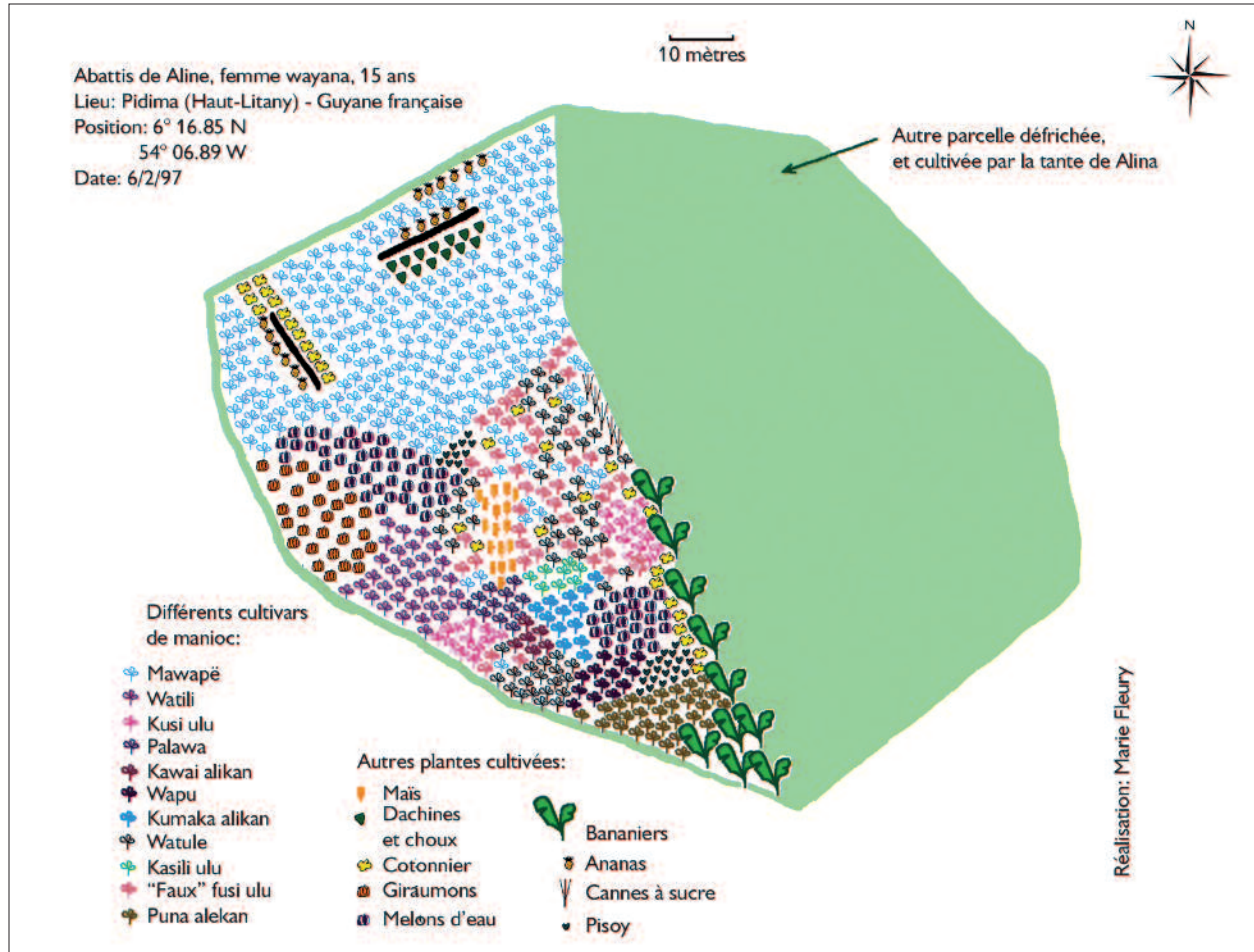 N
10 mètres
Abattis de Aline, femme wayana, 15 ans
Lieu: Pidima (Haut-Litany) - Guyane française
Position: 6° 16.85 N
54° 06.89 W
Date: 6/2/97
Autre parcelle défrichée,
et cultivée par la tante de Alina
Différents cultivars
de manioc:
Mawapë
Watili
Kusi ulu
Palawa
Kawai alikan
Wapu
Kumaka alikan
Watule
Kasili ulu
"Faux" fusi ulu
Puna alekan
Autres plantes cultivées:
Maïs
Dachines
et choux
Cotonnier
Giraumons
Melons d'eau
Bananiers
Ananas
Cannes à sucre
Pisoy
Réalisation: Marie Fleury